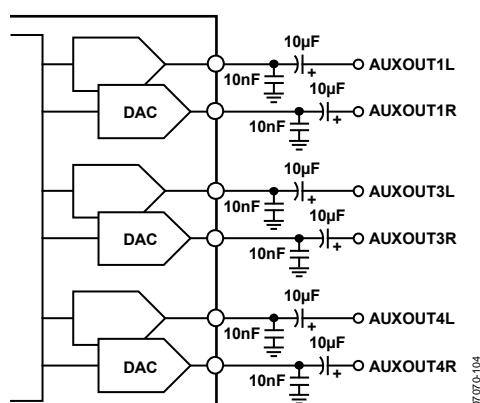 10µF
10nF
+
AUXOUT1L
10µF
DAC
10nF
+
AUXOUT1R
10µF
10nF
+
AUXOUT3L
10µF
DAC
10nF
+
AUXOUT3R
10µF
10nF
+
AUXOUT4L
10µF
DAC
10nF
+
AUXOUT4R
07070-104